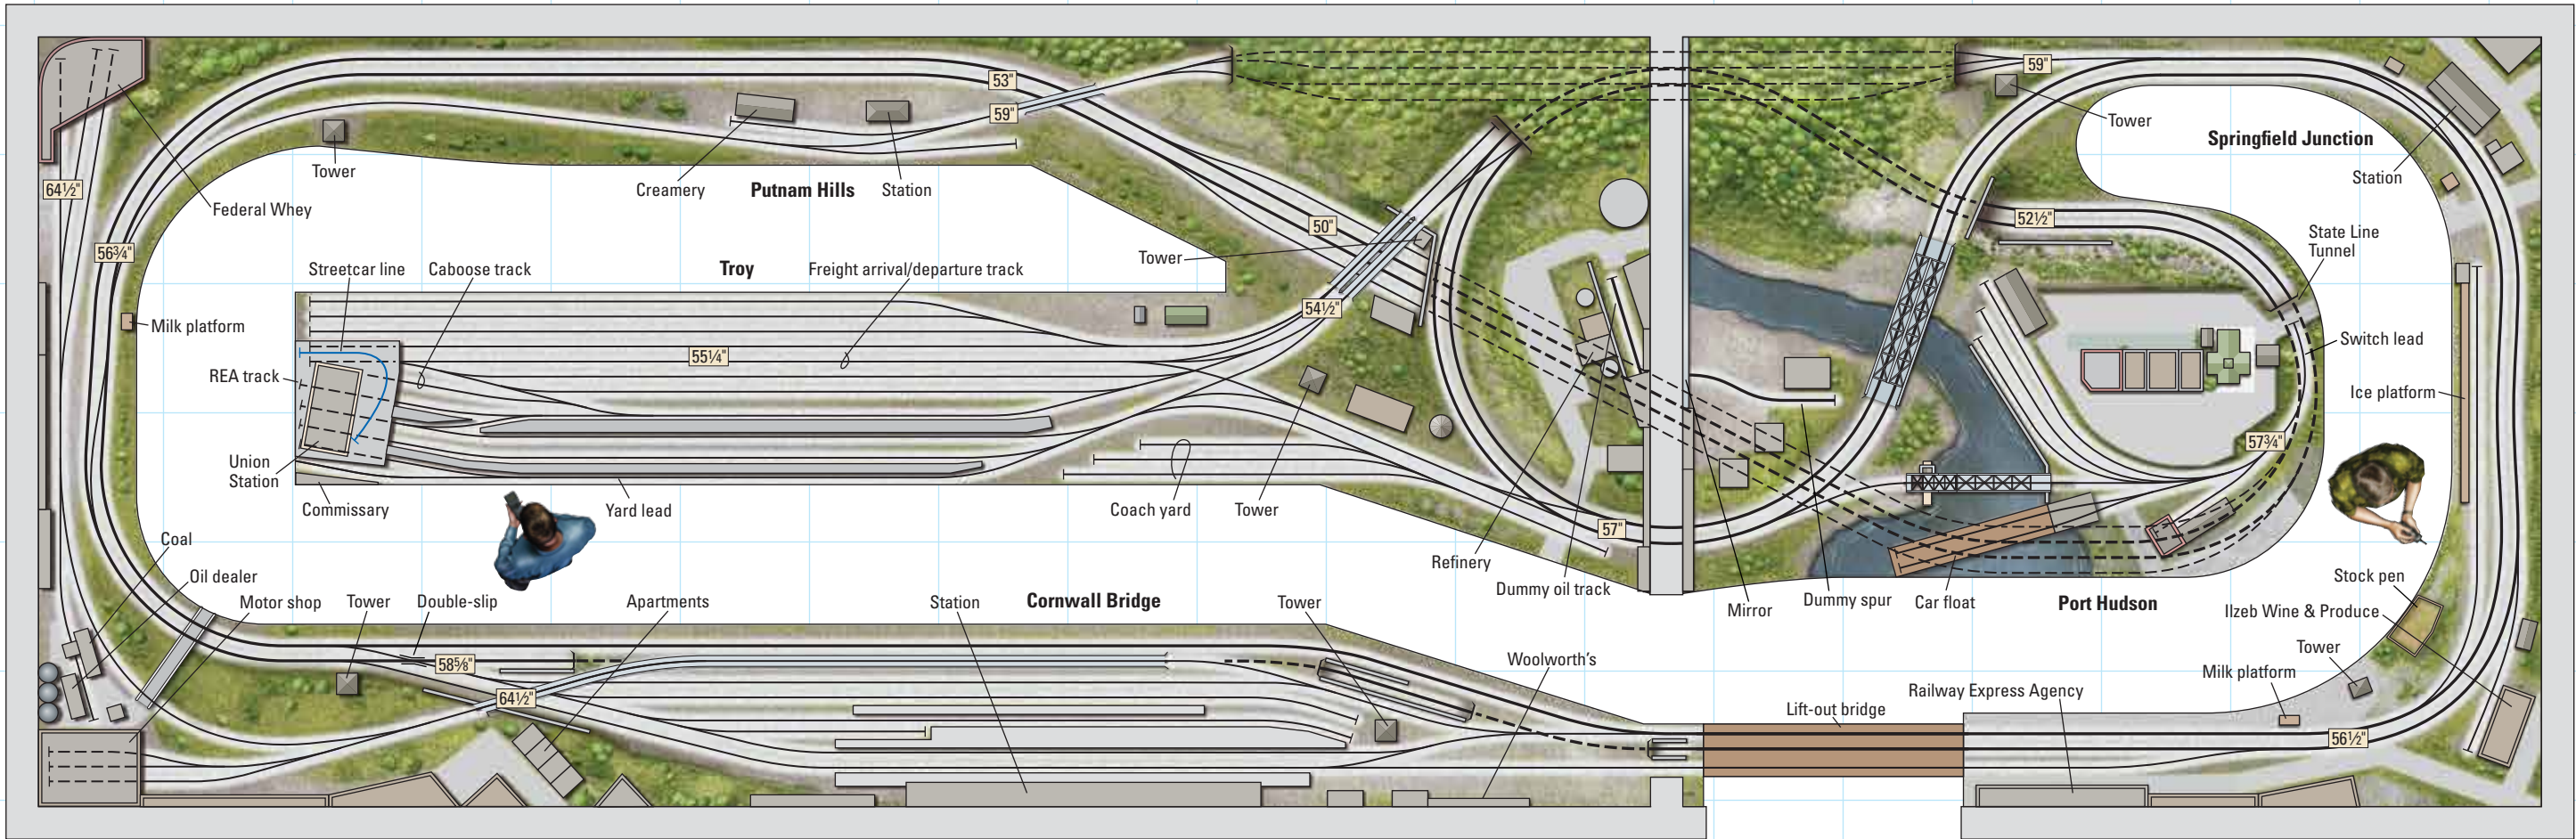 53"
59"
59"
Tower
Springfield Junction
Tower
Creamery
Putnam Hills
Station
Station
64½"
Federal Whey
50"
52½"
State Line
Tunnel
56¾"
Tower
Streetcar line
Caboose track
Troy
Freight arrival/departure track
54½"
Milk platform
Switch lead
55¼"
REA track
Ice platform
57¾"
Union
Station
Commissary
Yard lead
Coach yard
Tower
57"
Coal
Refinery
Oil dealer
Dummy oil track
Stock pen
Motor shop
Tower
Double-slip
Apartments
Station
Cornwall Bridge
Tower
Mirror
Dummy spur
Car float
Port Hudson
Ilzeb Wine & Produce
58⅝"
Woolworth's
Tower
Milk platform
64½"
Railway Express Agency
Lift-out bridge
56½"